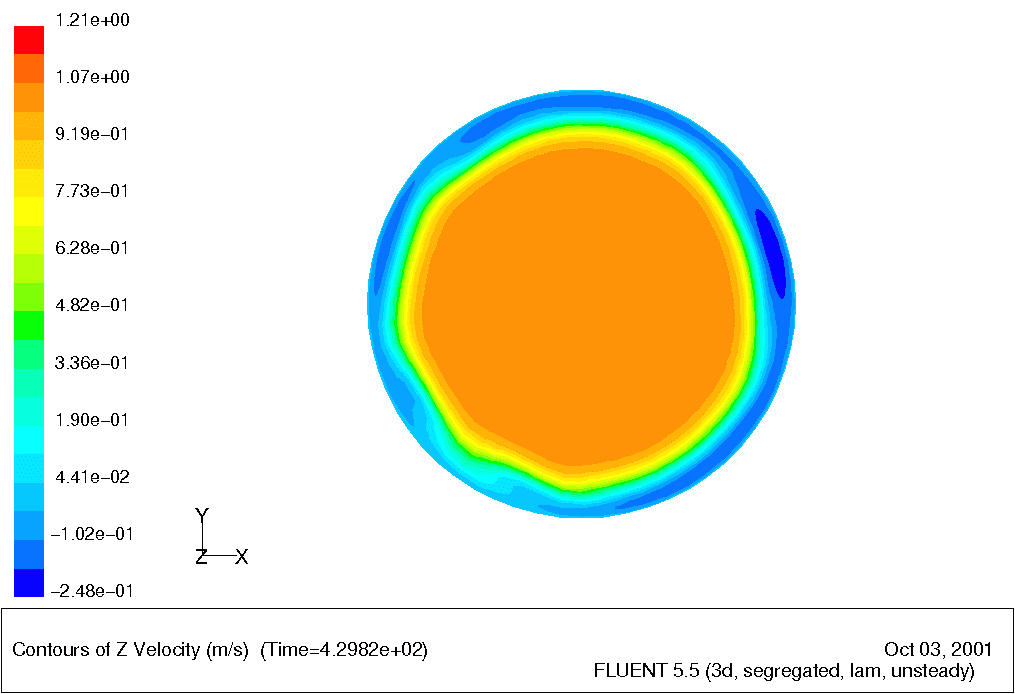 1.21e+00
1.07e+00
9.19e−01
7.73e−01
6.28e−01
4.82e−01
3.36e−01
1.90e−01
4.41e−02
−1.02e−01
−2.48e−01
Y
Z X
Contours of Z Velocity (m/s) (Time=4.2982e+02) Oct 03, 2001
FLUENT 5.5 (3d, segregated, lam, unsteady)